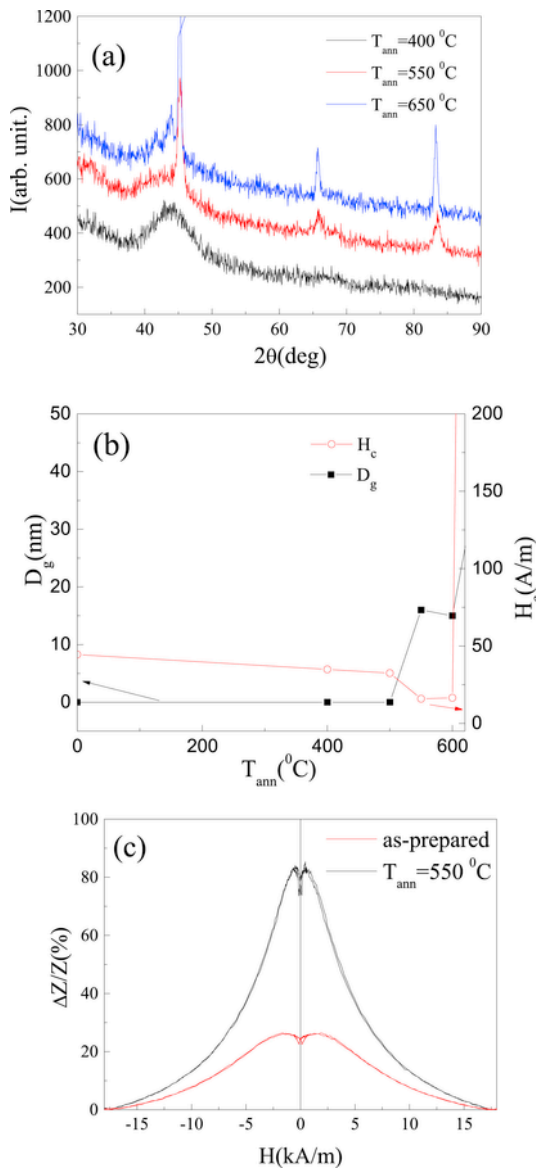 (a)
T_ann=400 ⁰C
T_ann=550 ⁰C
T_ann=650 ⁰C
1200
1000
800
600
400
200
I(arb. unit.)
30 40 50 60 70 80 90
2θ(deg)
(b)
H_c
D_g
50
40
30
20
10
0
D_g(nm)
200
150
100
50
0
H_c(A/m)
0 200 400 600
T_ann(⁰C)
(c)
as-prepared
T_ann=550 ⁰C
100
80
60
40
20
0
ΔZ/Z(%)
-15 -10 -5 0 5 10 15
H(kA/m)